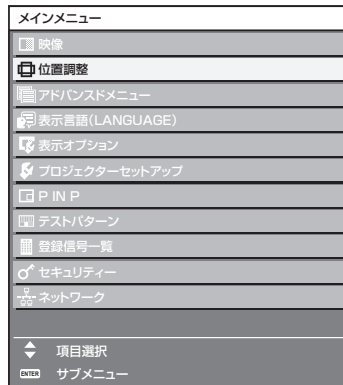 メインメニュー
映像
位置調整
アドバンスドメニュー
表示言語(LANGUAGE)
表示オプション
プロジェクターセットアップ
P IN P
テストパターン
登録信号一覧
セキュリティー
ネットワーク
項目選択
ENTER サブメニュー